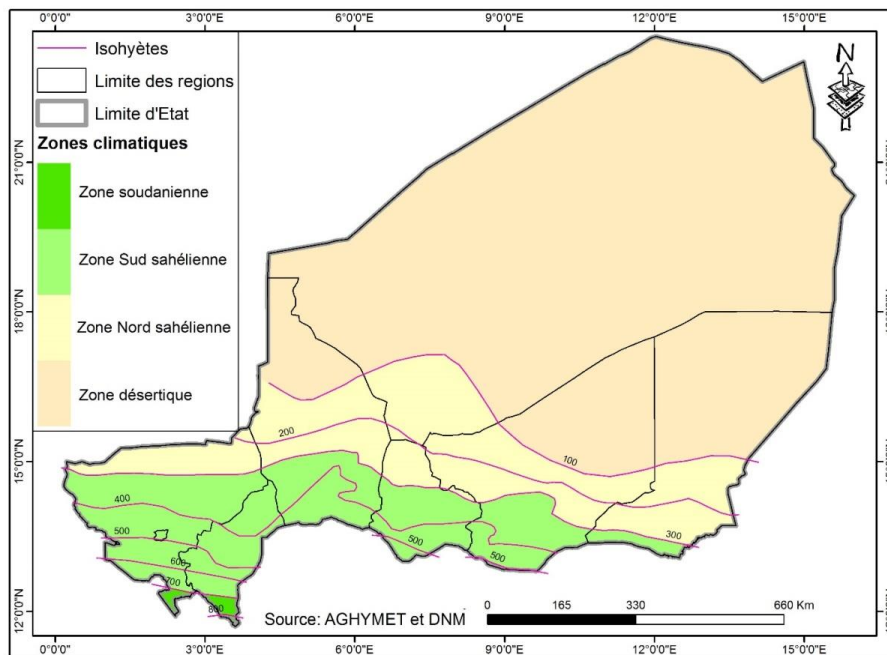 0°0'0" 3°0'0"E 6°0'0"E 9°0'0"E 12°0'0"E 15°0'0"E
Isohyètes
Limite des regions
Limite d'Etat
Zones climatiques
Zone soudanienne
Zone Sud sahélienne
Zone Nord sahélienne
Zone désertique
N
21°0'0"N
18°0'0"N
15°0'0"N
12°0'0"N
200
100
400
500
600
700
800
500
500
300
Source: AGHYMET et DNM
0 165 330 660 Km
0°0'0" 3°0'0"E 6°0'0"E 9°0'0"E 12°0'0"E 15°0'0"E